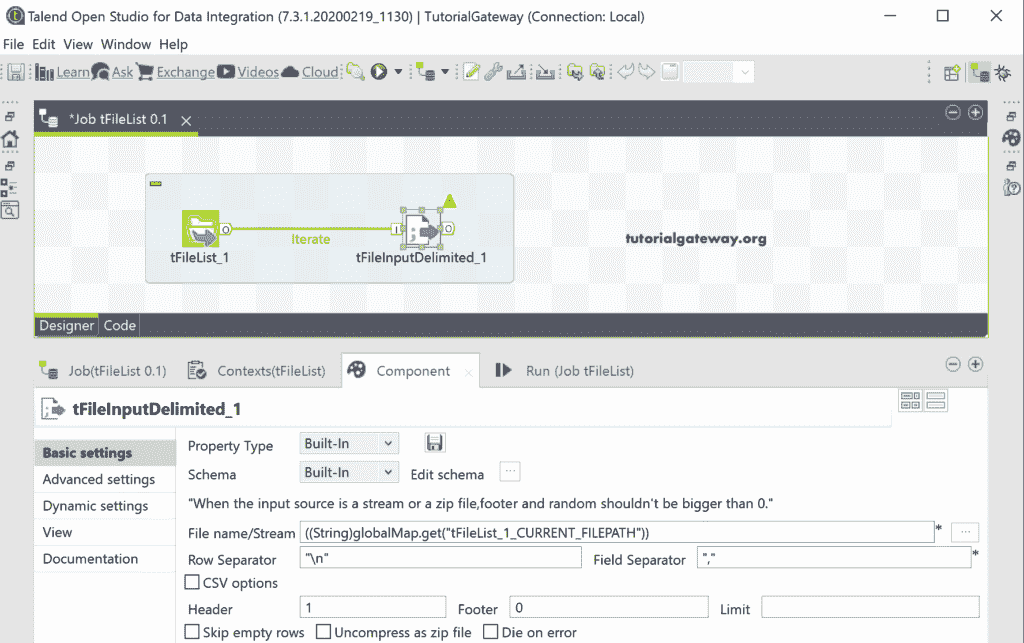 Talend Open Studio for Data Integration (7.3.1.20200219_1130) | TutorialGateway (Connection: Local)
File Edit View Window Help
Learn Ask Exchange Videos Cloud
*Job tFileList 0.1
Iterate
tFileList_1 tFileInputDelimited_1
tutorialgateway.org
Designer Code
Job(tFileList 0.1) Contexts(tFileList) Component Run (Job tFileList)
tFileInputDelimited_1
Basic settings
Advanced settings
Dynamic settings
View
Documentation
Property Type Built-In
Schema Built-In Edit schema ...
"When the input source is a stream or a zip file,footer and random shouldn't be bigger than 0."
File name/Stream ((String)globalMap.get("tFileList_1_CURRENT_FILEPATH")) * ...
Row Separator "\n" Field Separator "," *
CSV options
Header 1 Footer 0 Limit
Skip empty rows Uncompress as zip file Die on error